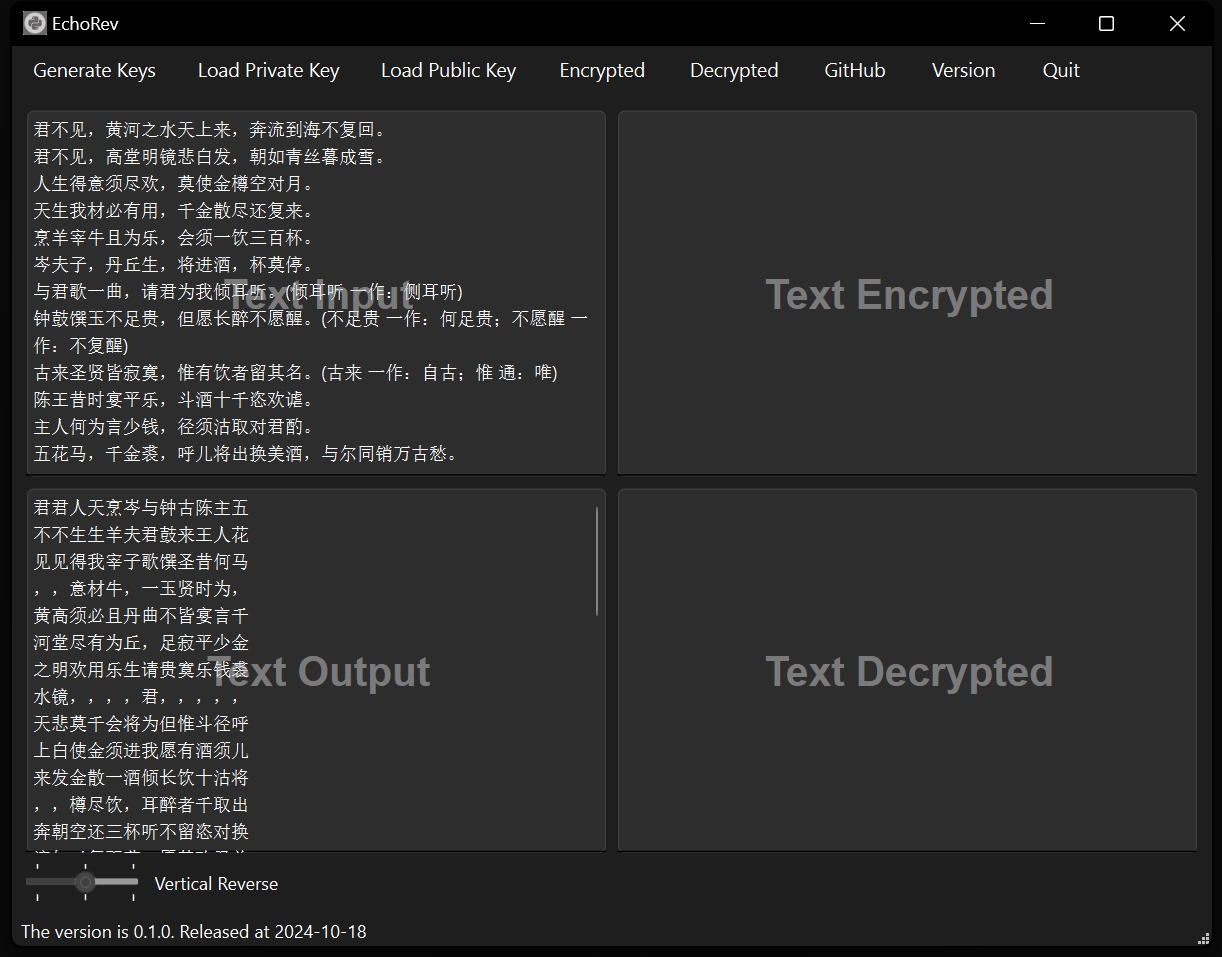 EchoRev
Generate Keys Load Private Key Load Public Key Encrypted Decrypted GitHub Version Quit
君不见，黄河之水天上来，奔流到海不复回。
君不见，高堂明镜悲白发，朝如青丝暮成雪。
人生得意须尽欢，莫使金樽空对月。
天生我材必有用，千金散尽还复来。
烹羊宰牛且为乐，会须一饮三百杯。
岑夫子，丹丘生，将进酒，杯莫停。
与君歌一曲，请君为我倾耳听。(倾耳听 一作：侧耳听)
钟鼓馔玉不足贵，但愿长醉不愿醒。(不足贵 一作：何足贵；不愿醒 一
作：不复醒)
古来圣贤皆寂寞，惟有饮者留其名。(古来 一作：自古；惟 通：唯)
陈王昔时宴平乐，斗酒十千恣欢谑。
主人何为言少钱，径须沽取对君酌。
五花马，千金裘，呼儿将出换美酒，与尔同销万古愁。
Text Input
Text Encrypted
君君人天烹岑与钟古陈主五
不不生生羊夫君鼓来王人花
见见得我宰子歌馔圣昔何马
，，意材牛，一玉贤时为，
黄高须必且丹曲不皆宴言千
河堂尽有为丘，足寂平少金
之明欢用乐生请贵寞乐钱裘
水镜，，，，君，，，，，
天悲莫千会将为但惟斗径呼
上白使金须进我愿有酒须儿
来发金散一酒倾长饮十沽将
，，樽尽饮，耳醉者千取出
奔朝空还三杯听不留恣对换
Text Output
Text Decrypted
Vertical Reverse
The version is 0.1.0. Released at 2024-10-18